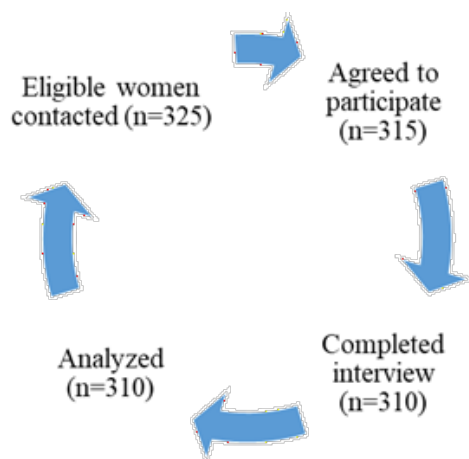 Eligible women
contacted (n=325)
Agreed to
participate
(n=315)
Completed
interview
(n=310)
Analyzed
(n=310)